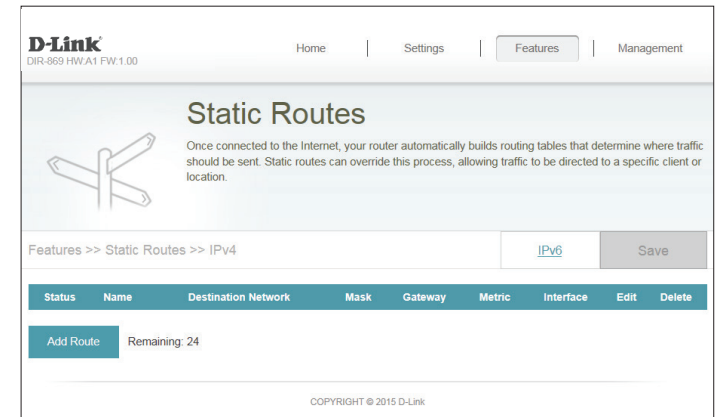 D-Link
DIR-869 HW:A1 FW:1.00
Home | Settings | Features | Management
Static Routes
Once connected to the Internet, your router automatically builds routing tables that determine where traffic
should be sent. Static routes can override this process, allowing traffic to be directed to a specific client or
location.
Features >> Static Routes >> IPv4 IPv6 Save
Status Name Destination Network Mask Gateway Metric Interface Edit Delete
Add Route Remaining: 24
COPYRIGHT © 2015 D-Link